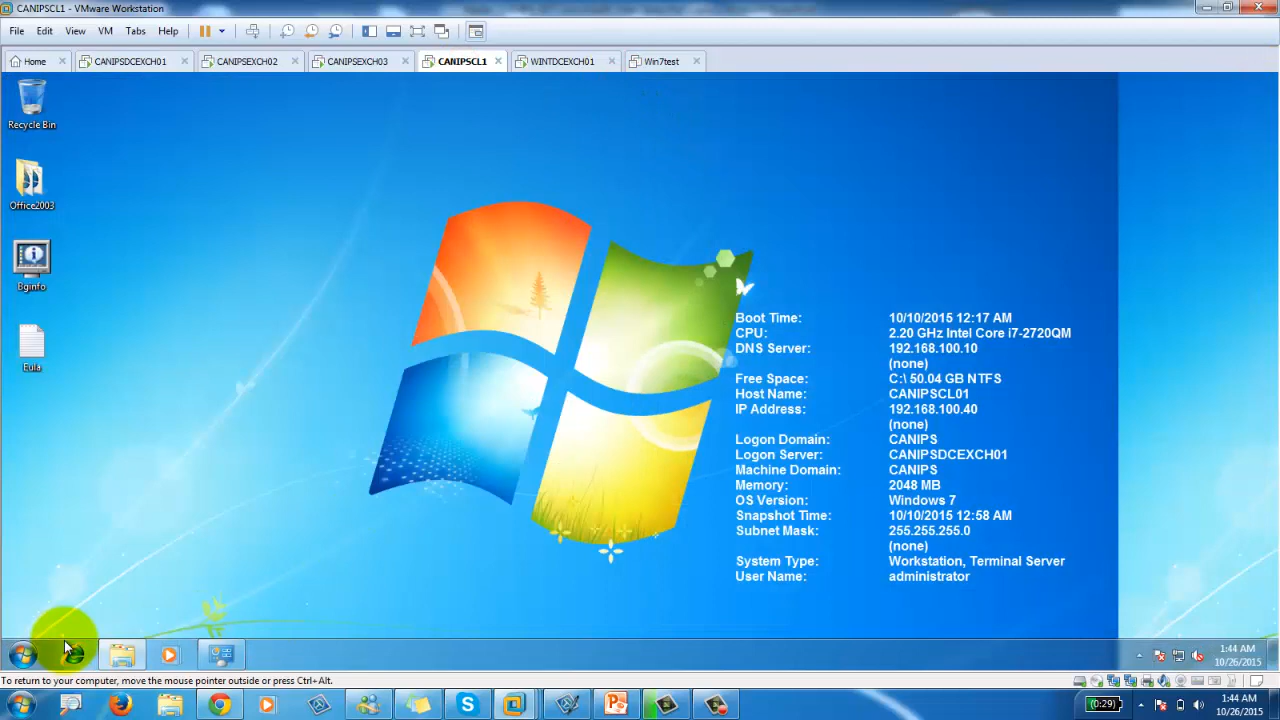 CANIPSCL1 - VMware Workstation
File Edit View VM Tabs Help
Home CANIPSDCEXCH01 CANIPSEXCH02 CANIPSEXCH03 CANIPSCL1 WINTDCEXCH01 Win7test
Recycle Bin
Office2003
Bginfo
Eula
Boot Time: 10/10/2015 12:17 AM
CPU: 2.20 GHz Intel Core i7-2720QM
DNS Server: 192.168.100.10
(none)
Free Space: C:\ 50.04 GB NTFS
Host Name: CANIPSCL01
IP Address: 192.168.100.40
(none)
Logon Domain: CANIPS
Logon Server: CANIPSDCEXCH01
Machine Domain: CANIPS
Memory: 2048 MB
OS Version: Windows 7
Snapshot Time: 10/10/2015 12:58 AM
Subnet Mask: 255.255.255.0
(none)
System Type: Workstation, Terminal Server
User Name: administrator
1:44 AM
10/26/2015
To return to your computer, move the mouse pointer outside or press Ctrl+Alt.
(0:29) 1:44 AM
10/26/2015